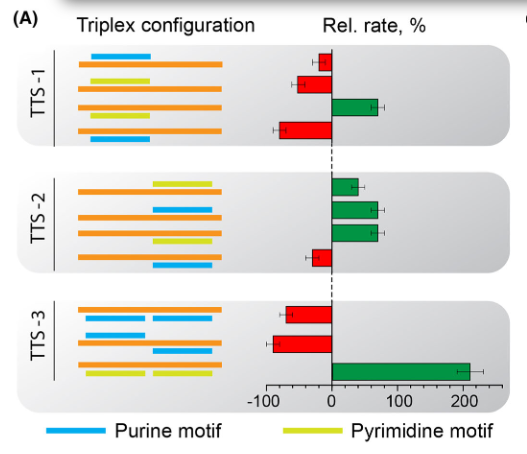 (A)
Triplex configuration
Rel. rate, %
TTS-1
TTS-2
TTS-3
-100 0 100 200
Purine motif
Pyrimidine motif